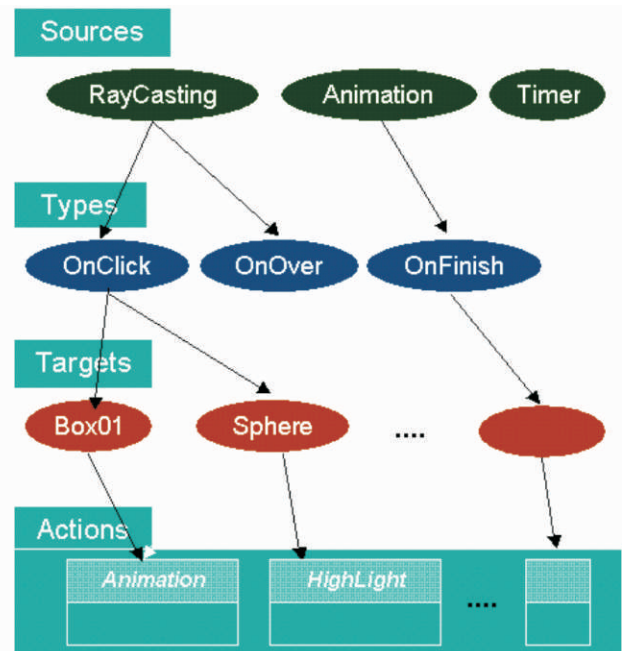 Sources
RayCasting Animation Timer
Types
OnClick OnOver OnFinish
Targets
Box01 Sphere ....
Actions
Animation HighLight ....